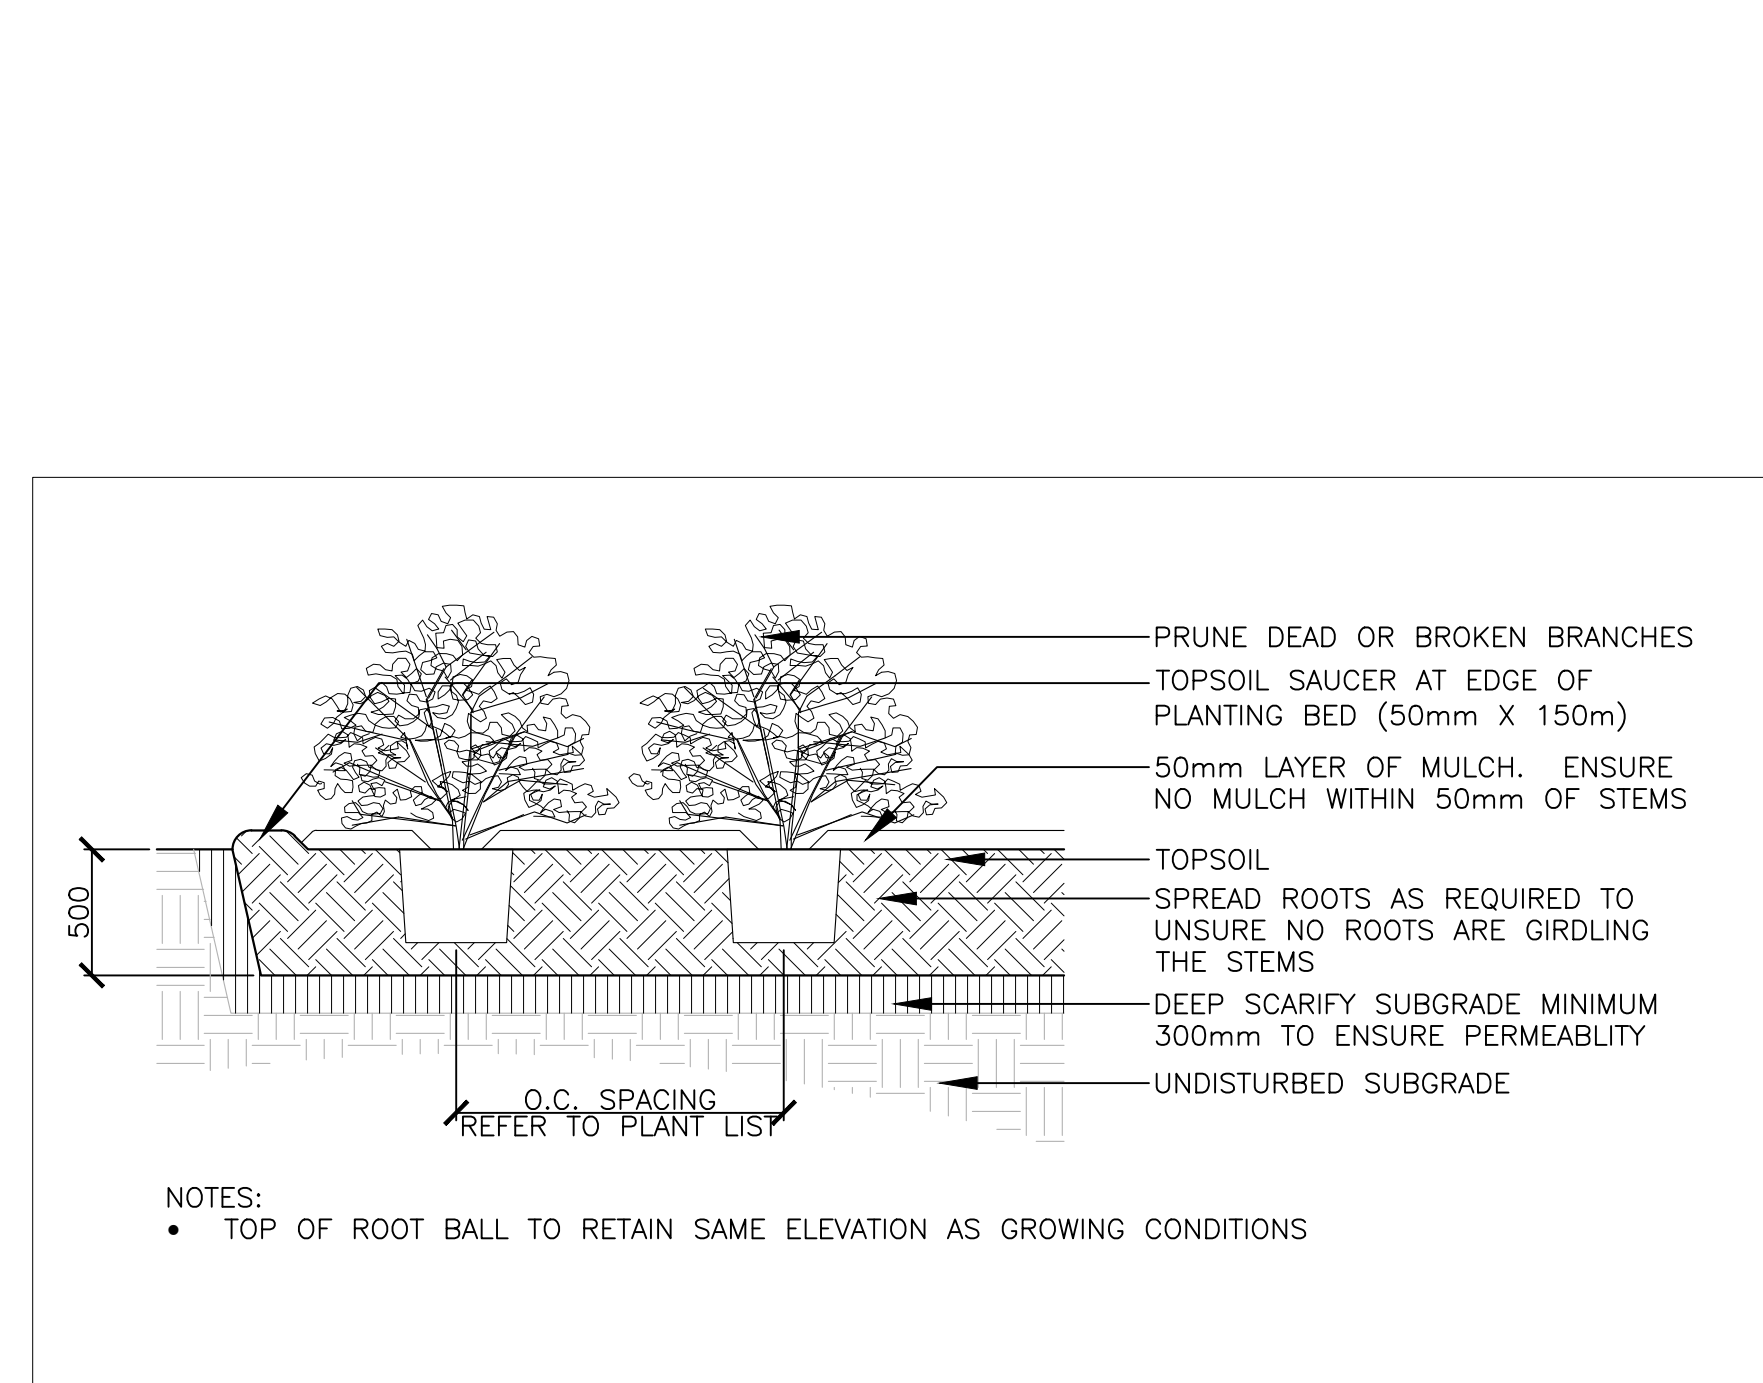 PRUNE DEAD OR BROKEN BRANCHES
TOPSOIL SAUCER AT EDGE OF
PLANTING BED (50mm X 150m)
50mm LAYER OF MULCH. ENSURE
NO MULCH WITHIN 50mm OF STEMS
TOPSOIL
SPREAD ROOTS AS REQUIRED TO
UNSURE NO ROOTS ARE GIRDLING
THE STEMS
DEEP SCARIFY SUBGRADE MINIMUM
300mm TO ENSURE PERMEABLITY
UNDISTURBED SUBGRADE
500
O.C. SPACING
REFER TO PLANT LIST
NOTES:
• TOP OF ROOT BALL TO RETAIN SAME ELEVATION AS GROWING CONDITIONS